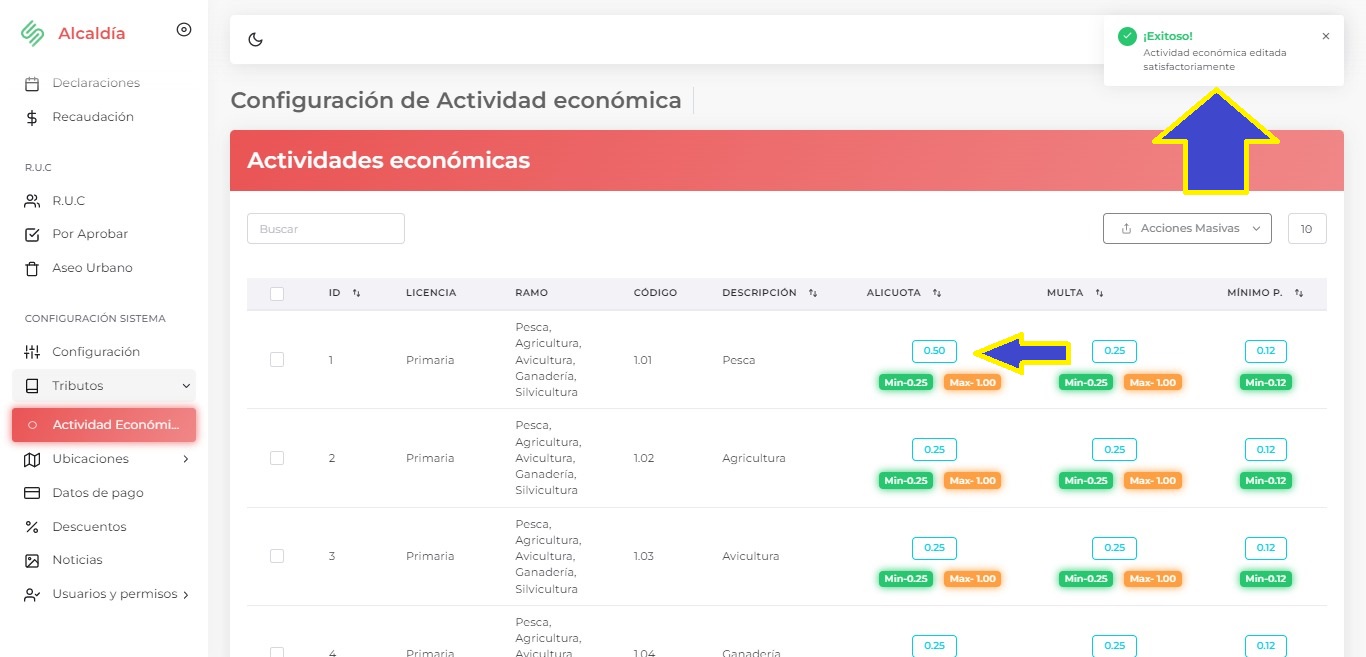 Alcaldía
Declaraciones
Recaudación
R.U.C
R.U.C
Por Aprobar
Aseo Urbano
CONFIGURACIÓN SISTEMA
Configuración
Tributos
Actividad Económi...
Ubicaciones
Datos de pago
Descuentos
Noticias
Usuarios y permisos
¡Exitoso!
Actividad económica editada
satisfactoriamente
Configuración de Actividad económica
Actividades económicas
Buscar
Acciones Masivas
10
ID LICENCIA RAMO CÓDIGO DESCRIPCIÓN ALICUOTA MULTA MÍNIMO P.
Pesca,
Agricultura,
Avicultura,
Ganadería,
Silvicultura
1 Primaria 1.01 Pesca
0.50 0.25 0.12
Min-0.25 Max- 1.00 Min-0.25 Max- 1.00 Min-0.12
Pesca,
Agricultura,
Avicultura,
Ganadería,
Silvicultura
2 Primaria 1.02 Agricultura
0.25 0.25 0.12
Min-0.25 Max- 1.00 Min-0.25 Max- 1.00 Min-0.12
Pesca,
Agricultura,
Avicultura,
Ganadería,
Silvicultura
3 Primaria 1.03 Avicultura
0.25 0.25 0.12
Min-0.25 Max- 1.00 Min-0.25 Max- 1.00 Min-0.12
Pesca,
Agricultura,
Avicultura
4 Primaria 1.04 Ganadería
0.25 0.25 0.12